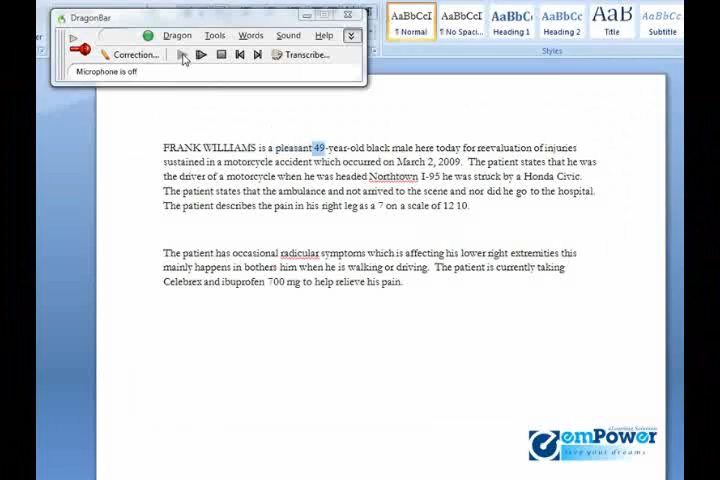 DragonBar
Dragon Tools Words Sound Help
Correction... Transcribe...
Microphone is off
AaBbCcI AaBbCcI AaBbC AaBbCc AaB AaBbCc.
¶ Normal ¶ No Spaci... Heading 1 Heading 2 Title Subtitle
Styles
FRANK WILLIAMS is a pleasant 49-year-old black male here today for reevaluation of injuries
sustained in a motorcycle accident which occurred on March 2, 2009. The patient states that he was
the driver of a motorcycle when he was headed Northtown I-95 he was struck by a Honda Civic.
The patient states that the ambulance and not arrived to the scene and nor did he go to the hospital.
The patient describes the pain in his right leg as a 7 on a scale of 12 10.
The patient has occasional radicular symptoms which is affecting his lower right extremities this
mainly happens in bothers him when he is walking or driving. The patient is currently taking
Celebrex and ibuprofen 700 mg to help relieve his pain.
eLearning Solutions
emPower
live your dreams